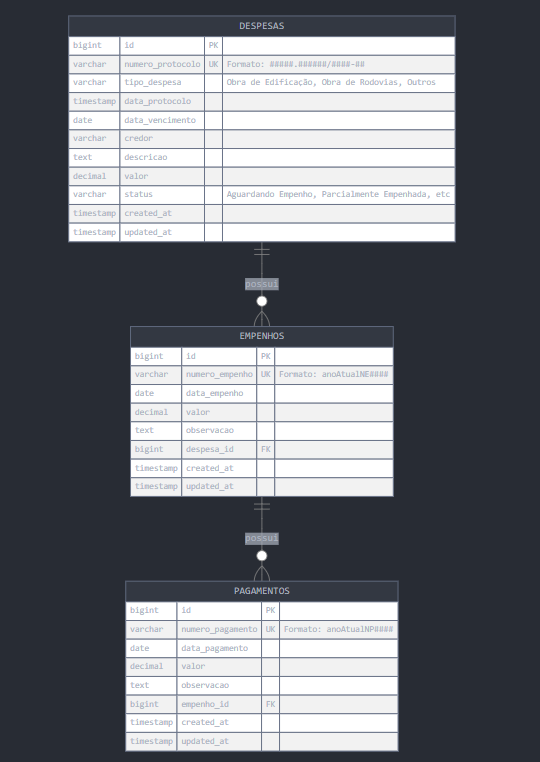 DESPESAS
bigint id PK
varchar numero_protocolo UK Formato: #####.######/####-##
varchar tipo_despesa Obra de Edificação, Obra de Rodovias, Outros
timestamp data_protocolo
date data_vencimento
varchar credor
text descricao
decimal valor
varchar status Aguardando Empenho, Parcialmente Empenhada, etc
timestamp created_at
timestamp updated_at
possui
EMPENHOS
bigint id PK
varchar numero_empenho UK Formato: anoAtualNE####
date data_empenho
decimal valor
text observacao
bigint despesa_id FK
timestamp created_at
timestamp updated_at
possui
PAGAMENTOS
bigint id PK
varchar numero_pagamento UK Formato: anoAtualNP####
date data_pagamento
decimal valor
text observacao
bigint empenho_id FK
timestamp created_at
timestamp updated_at